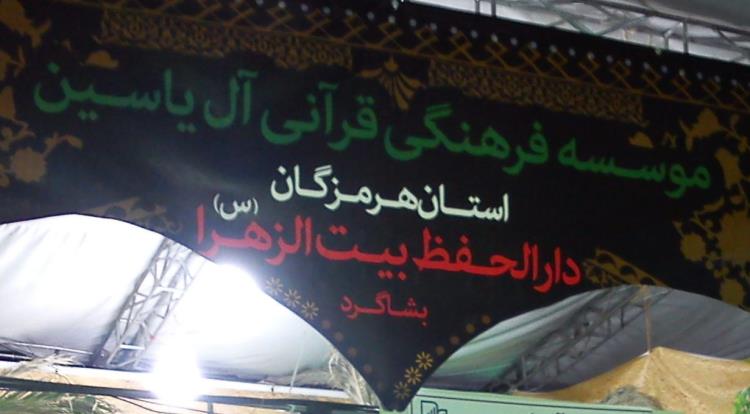 موسسه فرهنگی قرآنی آل یاسین
استان هرمزگان
دارالحفظ بیت الزهرا (س)
بشاگرد